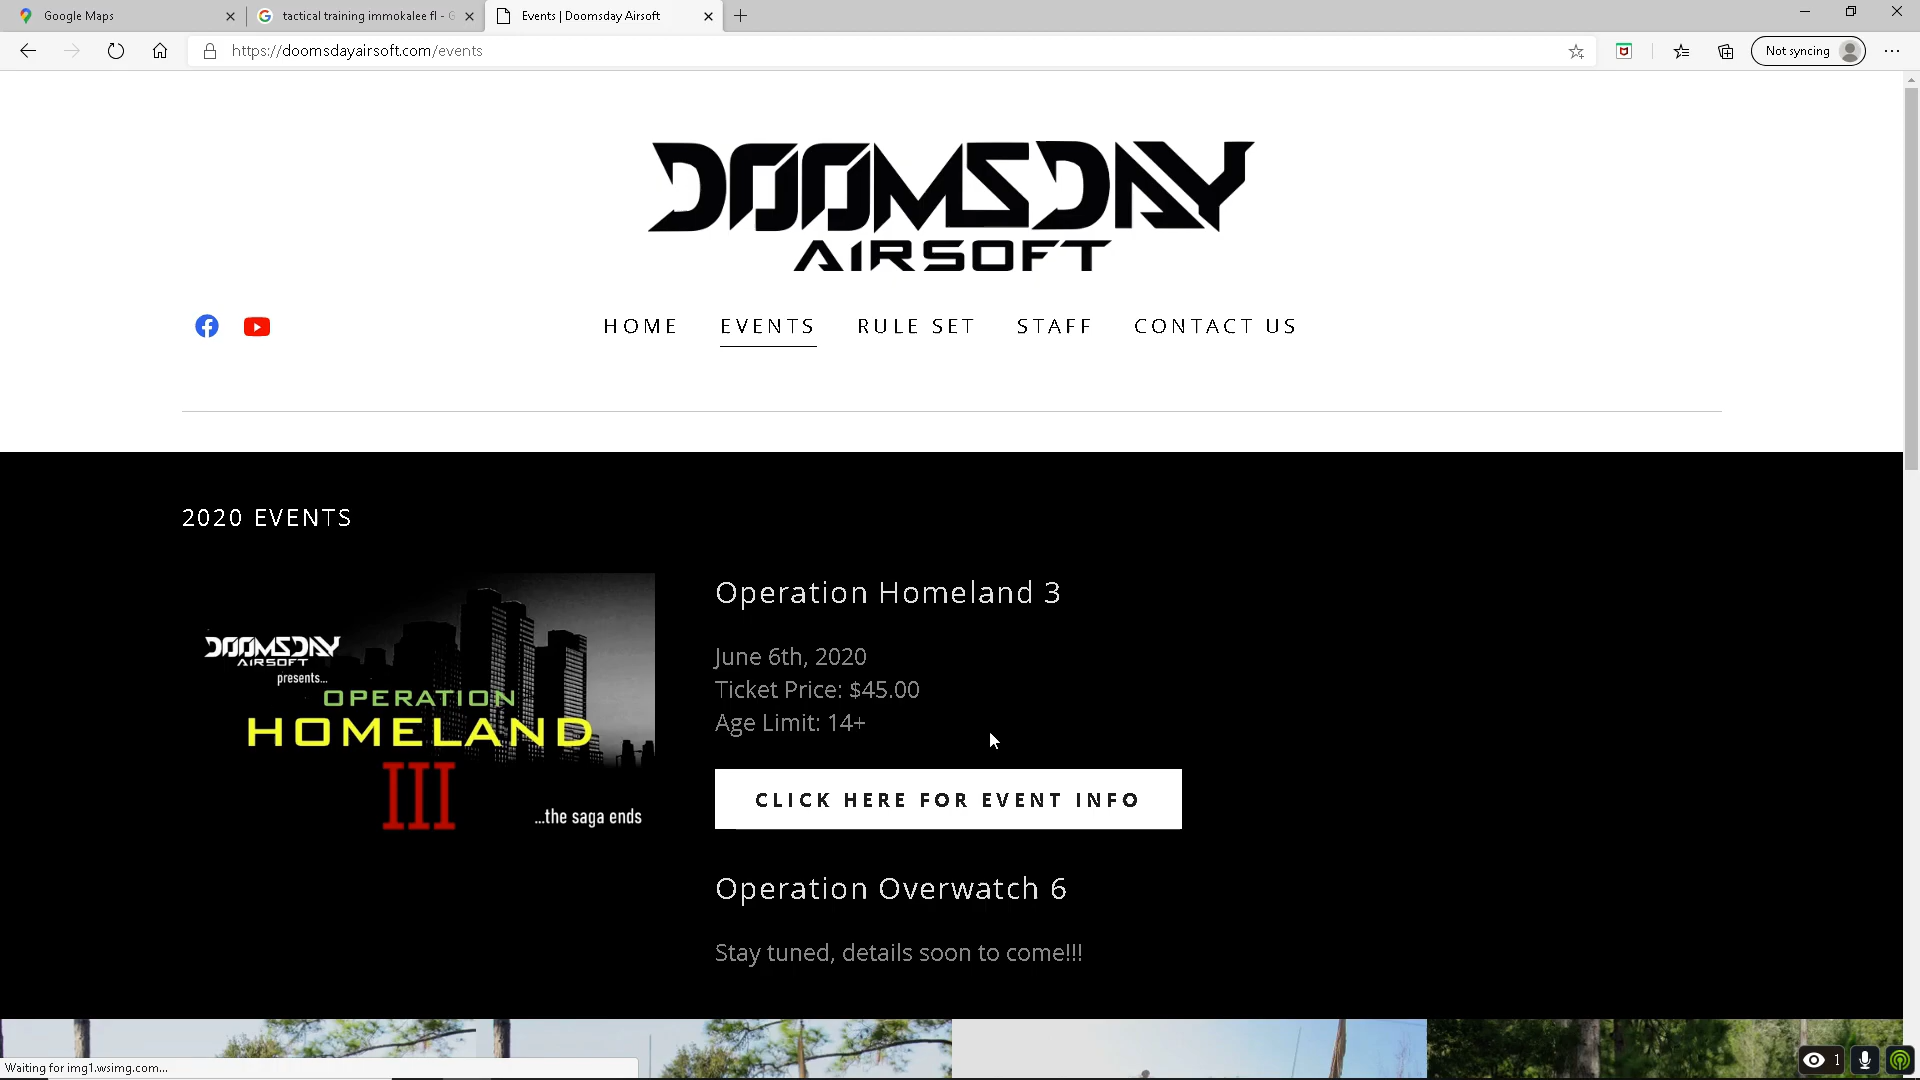 Google Maps
tactical training immokalee fl - G
Events | Doomsday Airsoft
https://doomsdayairsoft.com/events
Not syncing
DOOMSDAY
AIRSOFT
HOME
EVENTS
RULE SET
STAFF
CONTACT US
2020 EVENTS
DOOMSDAY
AIRSOFT
presents...
OPERATION
HOMELAND
III
...the saga ends
Operation Homeland 3
June 6th, 2020
Ticket Price: $45.00
Age Limit: 14+
CLICK HERE FOR EVENT INFO
Operation Overwatch 6
Stay tuned, details soon to come!!!
Waiting for img1.wsimg.com...
1